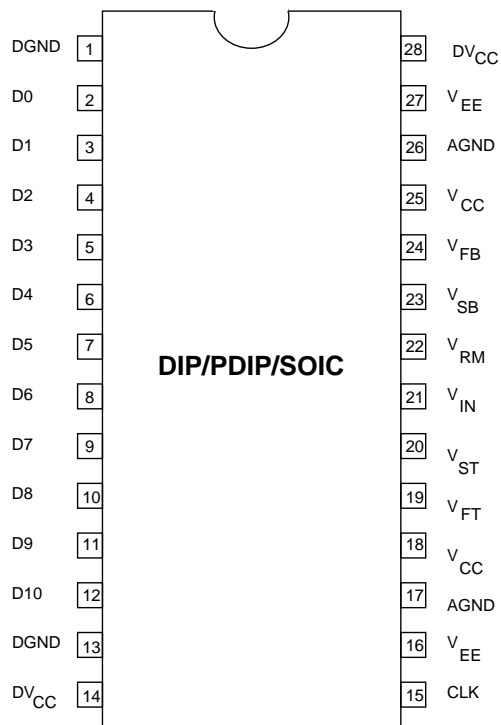 DGND 1 28 DVCC
D0 2 27 VEE
D1 3 26 AGND
D2 4 25 VCC
D3 5 24 VFB
D4 6 23 VSB
D5 7 22 VRM
DIP/PDIP/SOIC
D6 8 21 VIN
D7 9 20 VST
D8 10 19 VFT
D9 11 18 VCC
D10 12 17 AGND
DGND 13 16 VEE
DVCC 14 15 CLK